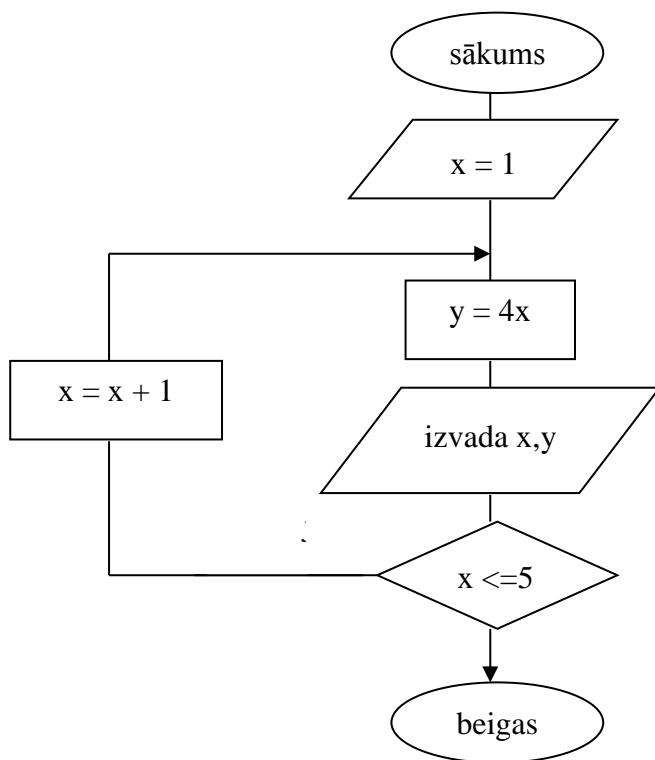 sākums
x = 1
y = 4x
x = x + 1
izvada x,y
x <=5
beigas